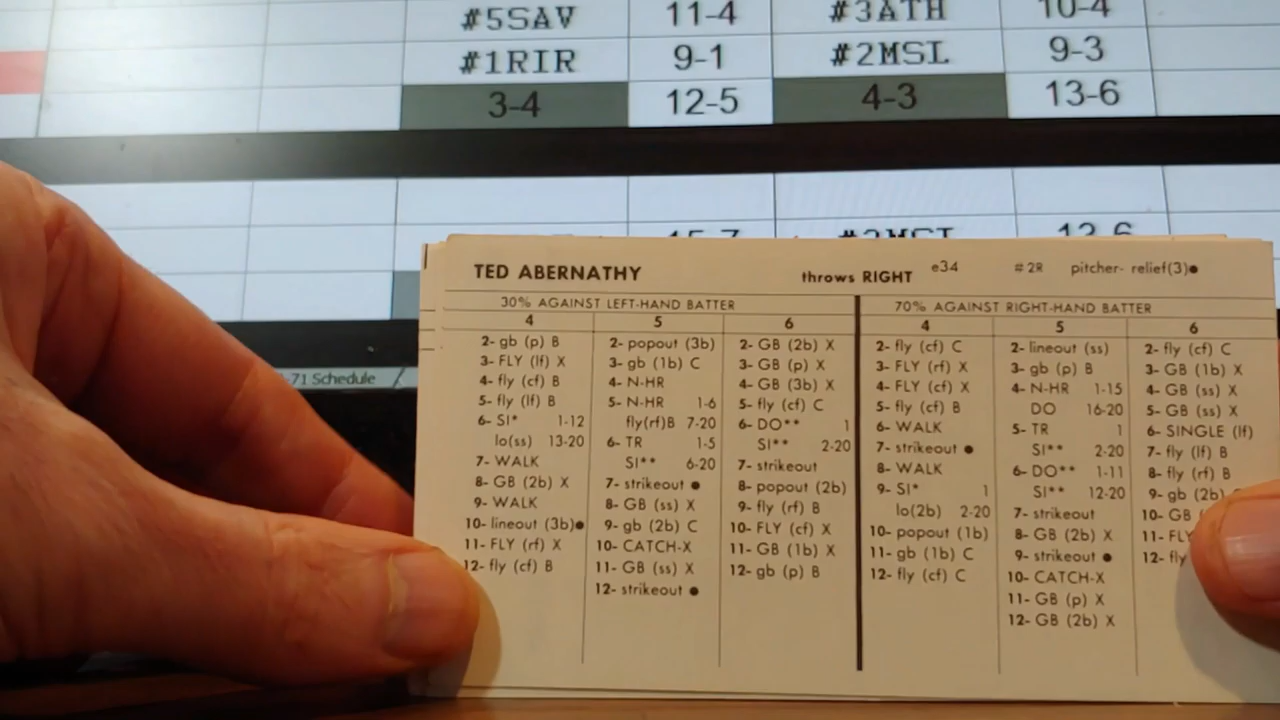 #5SAV 11-4 #3ATH 10-4
#1RIR 9-1 #2MSL 9-3
3-4 12-5 4-3 13-6
15-7 #2MST 12-6
-71 Schedule
TED ABERNATHY throws RIGHT e34 #2R pitcher- relief(3)●
30% AGAINST LEFT-HAND BATTER 70% AGAINST RIGHT-HAND BATTER
4
2- gb (p) B
3- FLY (lf) X
4- fly (cf) B
5- fly (lf) B
6- SI* 1-12
lo(ss) 13-20
7- WALK
8- GB (2b) X
9- WALK
10- lineout (3b)●
11- FLY (rf) X
12- fly (cf) B
5
2- popout (3b)
3- gb (1b) C
4- N-HR
5- N-HR 1-6
fly(rf)B 7-20
6- TR 1-5
SI** 6-20
7- strikeout ●
8- GB (ss) X
9- gb (2b) C
10- CATCH-X
11- GB (ss) X
12- strikeout ●
6
2- GB (2b) X
3- GB (p) X
4- GB (3b) X
5- fly (cf) C
6- DO** 1
SI** 2-20
7- strikeout
8- popout (2b)
9- fly (rf) B
10- FLY (cf) X
11- GB (1b) X
12- gb (p) B
4
2- fly (cf) C
3- FLY (rf) X
4- FLY (cf) X
5- fly (cf) B
6- WALK
7- strikeout ●
8- WALK
9- SI* 1
lo(2b) 2-20
10- popout (1b)
11- gb (1b) C
12- fly (cf) C
5
2- lineout (ss)
3- gb (p) B
4- N-HR 1-15
DO 16-20
5- TR 1
SI** 2-20
6- DO** 1-11
SI** 12-20
7- strikeout
8- GB (2b) X
9- strikeout ●
10- CATCH-X
11- GB (p) X
12- GB (2b) X
6
2- fly (cf) C
3- GB (1b) X
4- GB (ss) X
5- GB (ss) X
6- SINGLE (lf)
7- fly (lf) B
8- fly (rf) B
9- gb (2b)
10- GB
11- FLY
12- fly